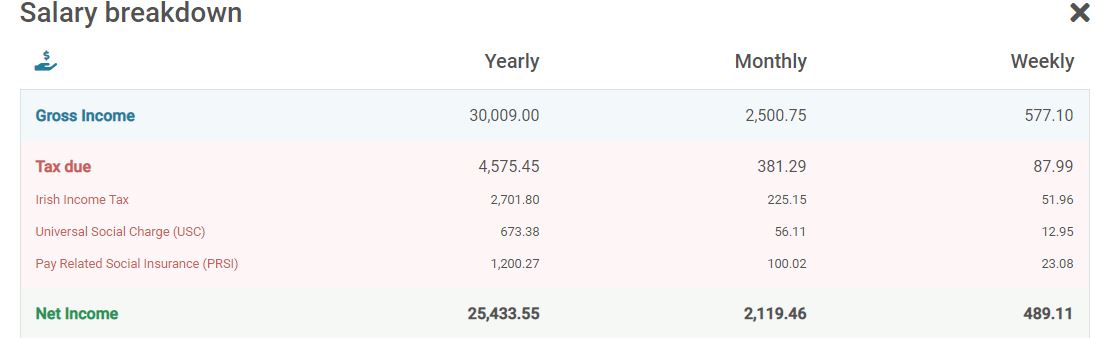 Salary breakdown
$ Yearly Monthly Weekly
Gross Income 30,009.00 2,500.75 577.10
Tax due 4,575.45 381.29 87.99
Irish Income Tax 2,701.80 225.15 51.96
Universal Social Charge (USC) 673.38 56.11 12.95
Pay Related Social Insurance (PRSI) 1,200.27 100.02 23.08
Net Income 25,433.55 2,119.46 489.11